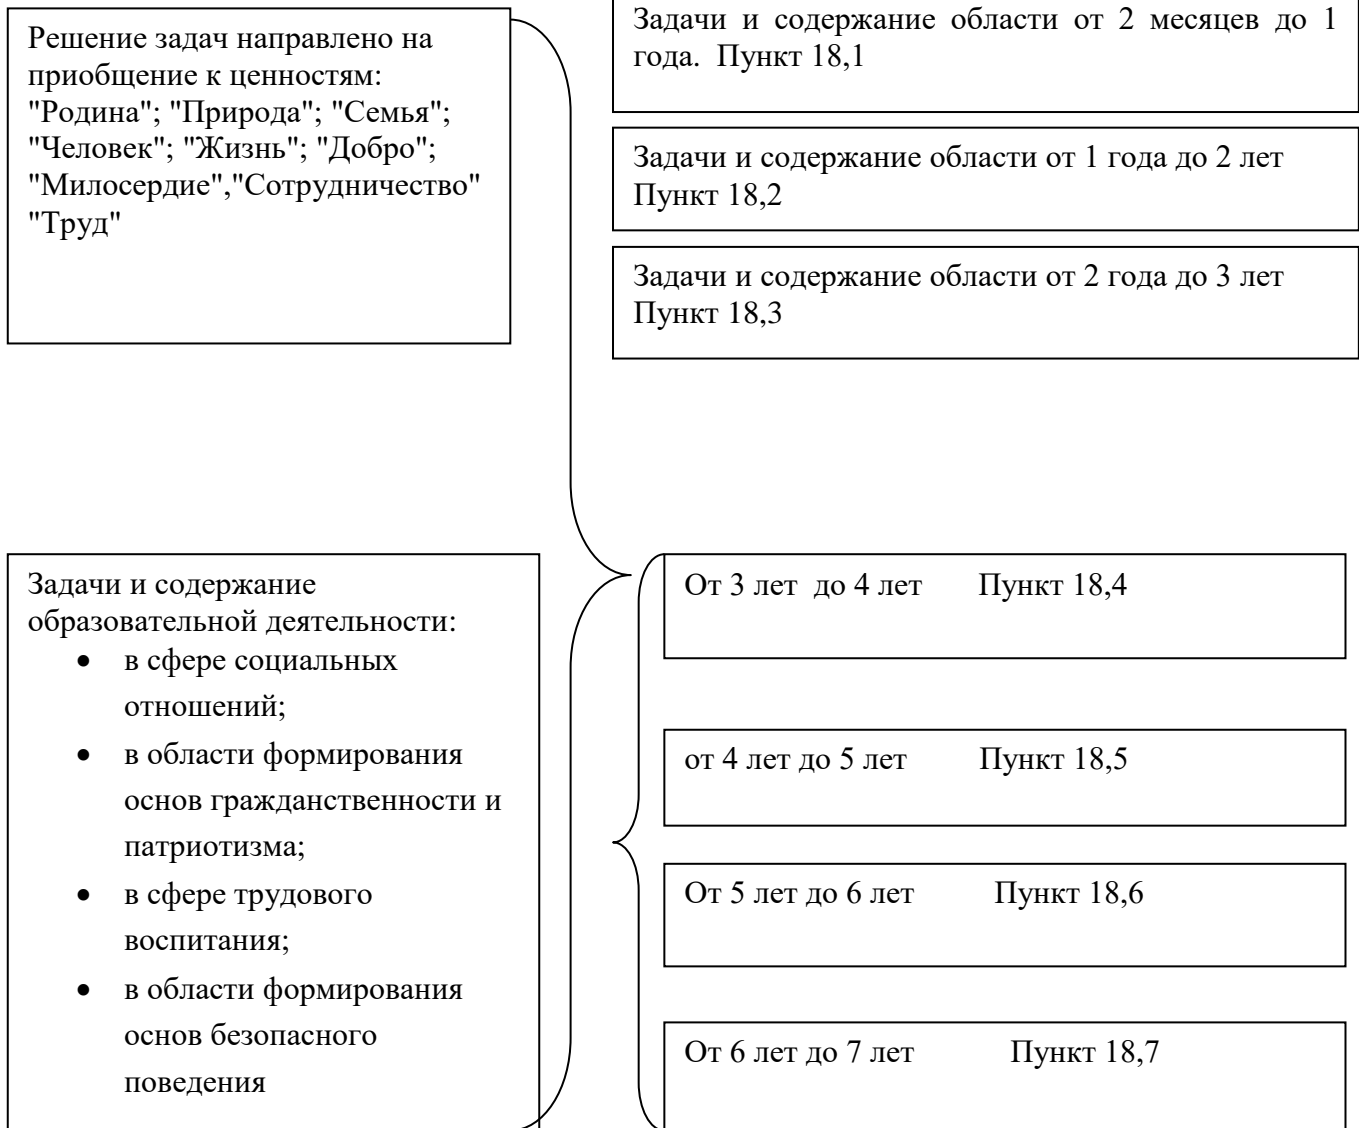 Решение задач направлено на
приобщение к ценностям:
"Родина"; "Природа"; "Семья";
"Человек"; "Жизнь"; "Добро";
"Милосердие","Сотрудничество"
"Труд"
Задачи и содержание области от 2 месяцев до 1
года. Пункт 18,1
Задачи и содержание области от 1 года до 2 лет
Пункт 18,2
Задачи и содержание области от 2 года до 3 лет
Пункт 18,3
Задачи и содержание
образовательной деятельности:
• в сфере социальных
отношений;
• в области формирования
основ гражданственности и
патриотизма;
• в сфере трудового
воспитания;
• в области формирования
основ безопасного
поведения
От 3 лет до 4 лет Пункт 18,4
от 4 лет до 5 лет Пункт 18,5
От 5 лет до 6 лет Пункт 18,6
От 6 лет до 7 лет Пункт 18,7